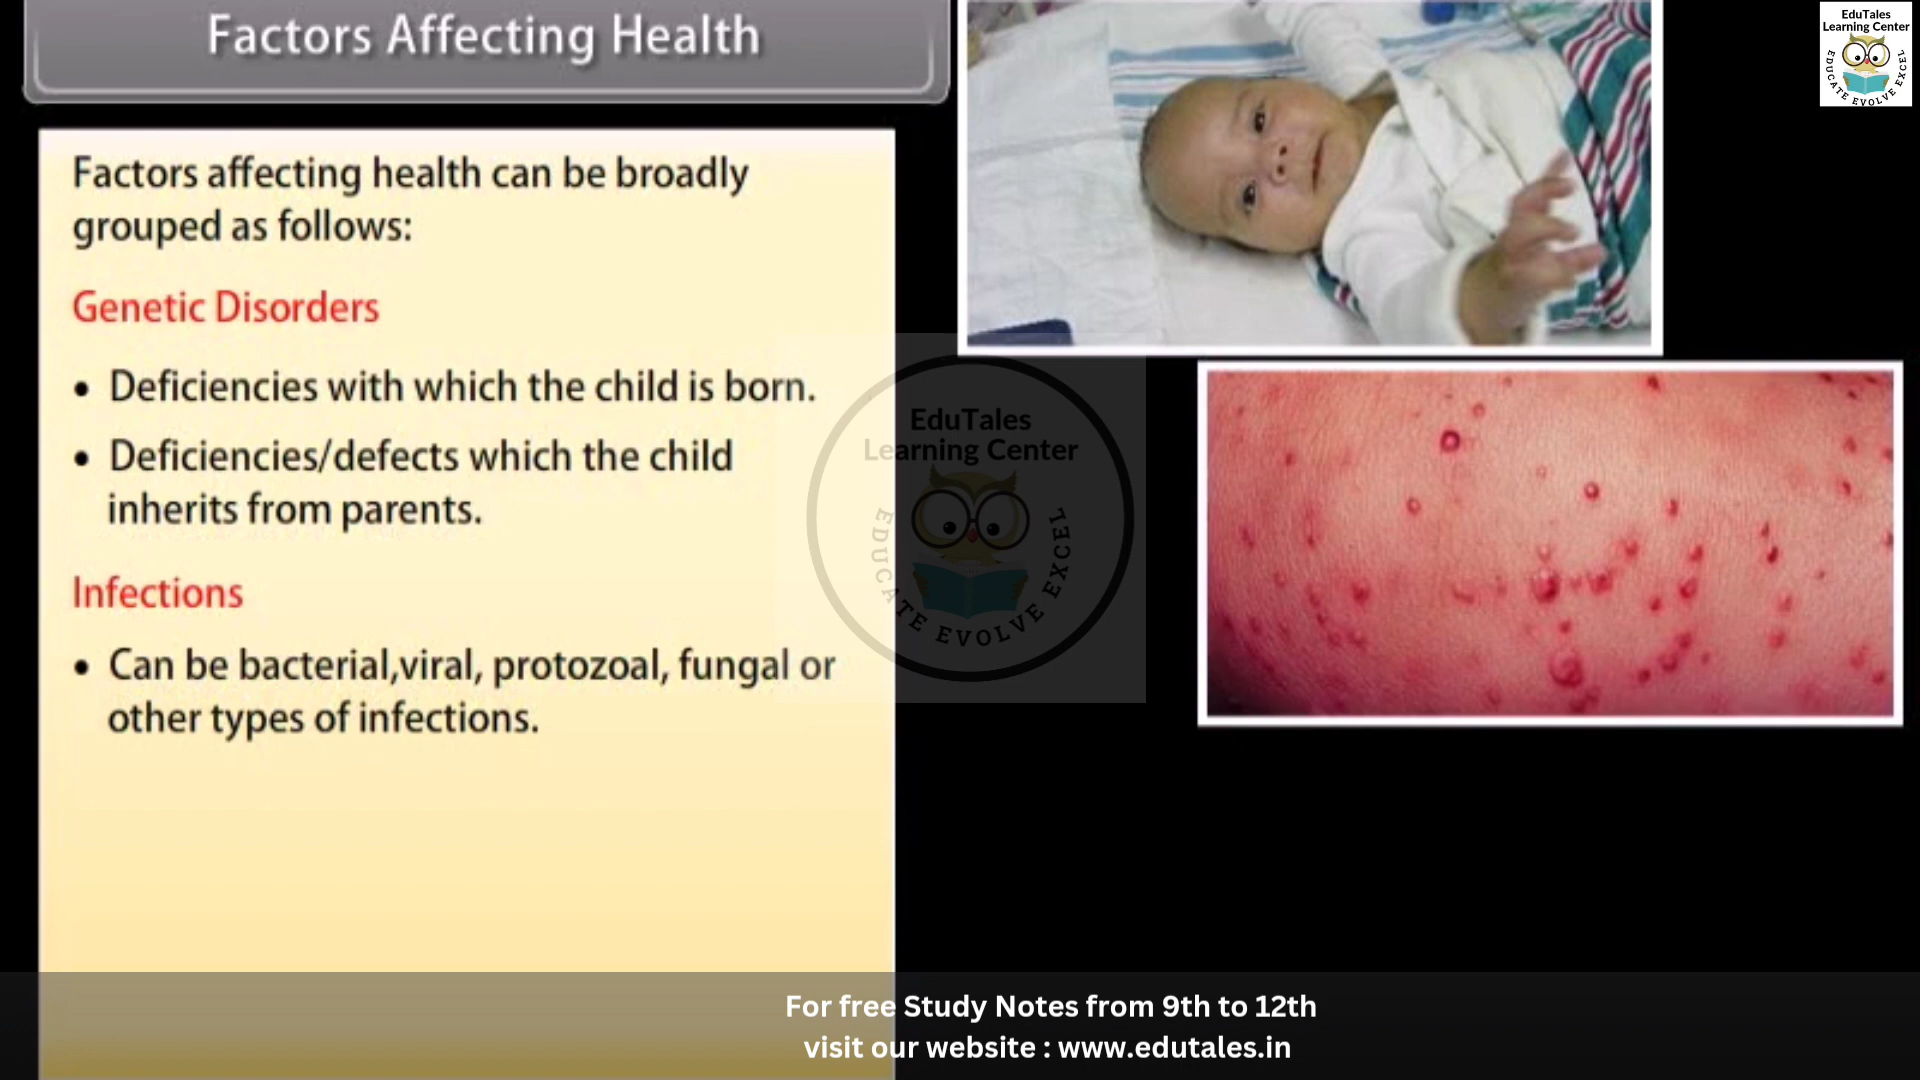 Factors Affecting Health
EduTales
Learning Center
EDUCATE EVOLVE EXCEL
Factors affecting health can be broadly
grouped as follows:
Genetic Disorders
• Deficiencies with which the child is born.
• Deficiencies/defects which the child
inherits from parents.
Infections
• Can be bacterial,viral, protozoal, fungal or
other types of infections.
EduTales
Learning Center
EDUCATE EVOLVE EXCEL
For free Study Notes from 9th to 12th
visit our website : www.edutales.in